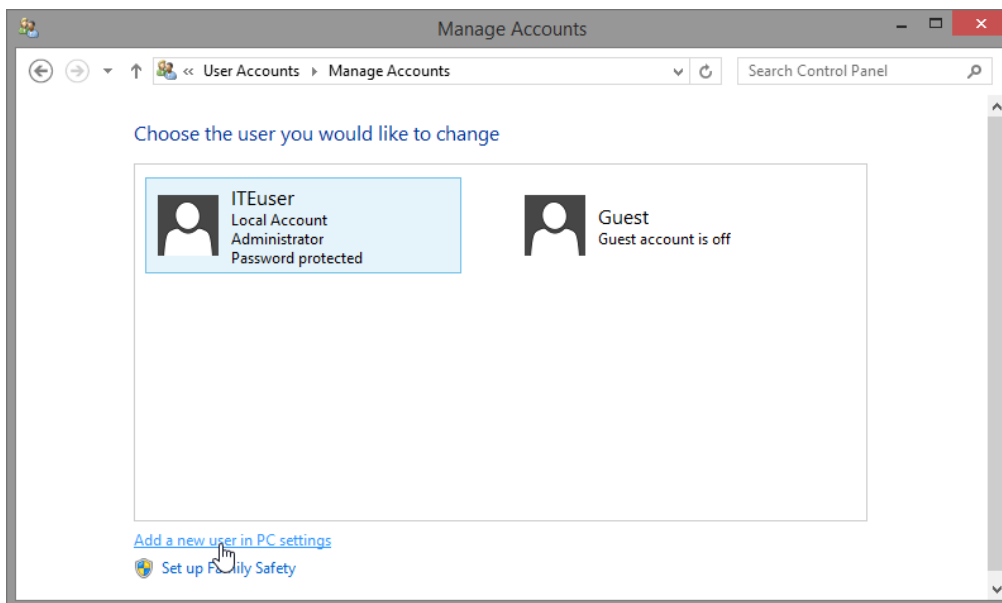 Manage Accounts
« User Accounts Manage Accounts
Search Control Panel
Choose the user you would like to change
ITEuser
Local Account
Administrator
Password protected
Guest
Guest account is off
Add a new user in PC settings
Set up Family Safety